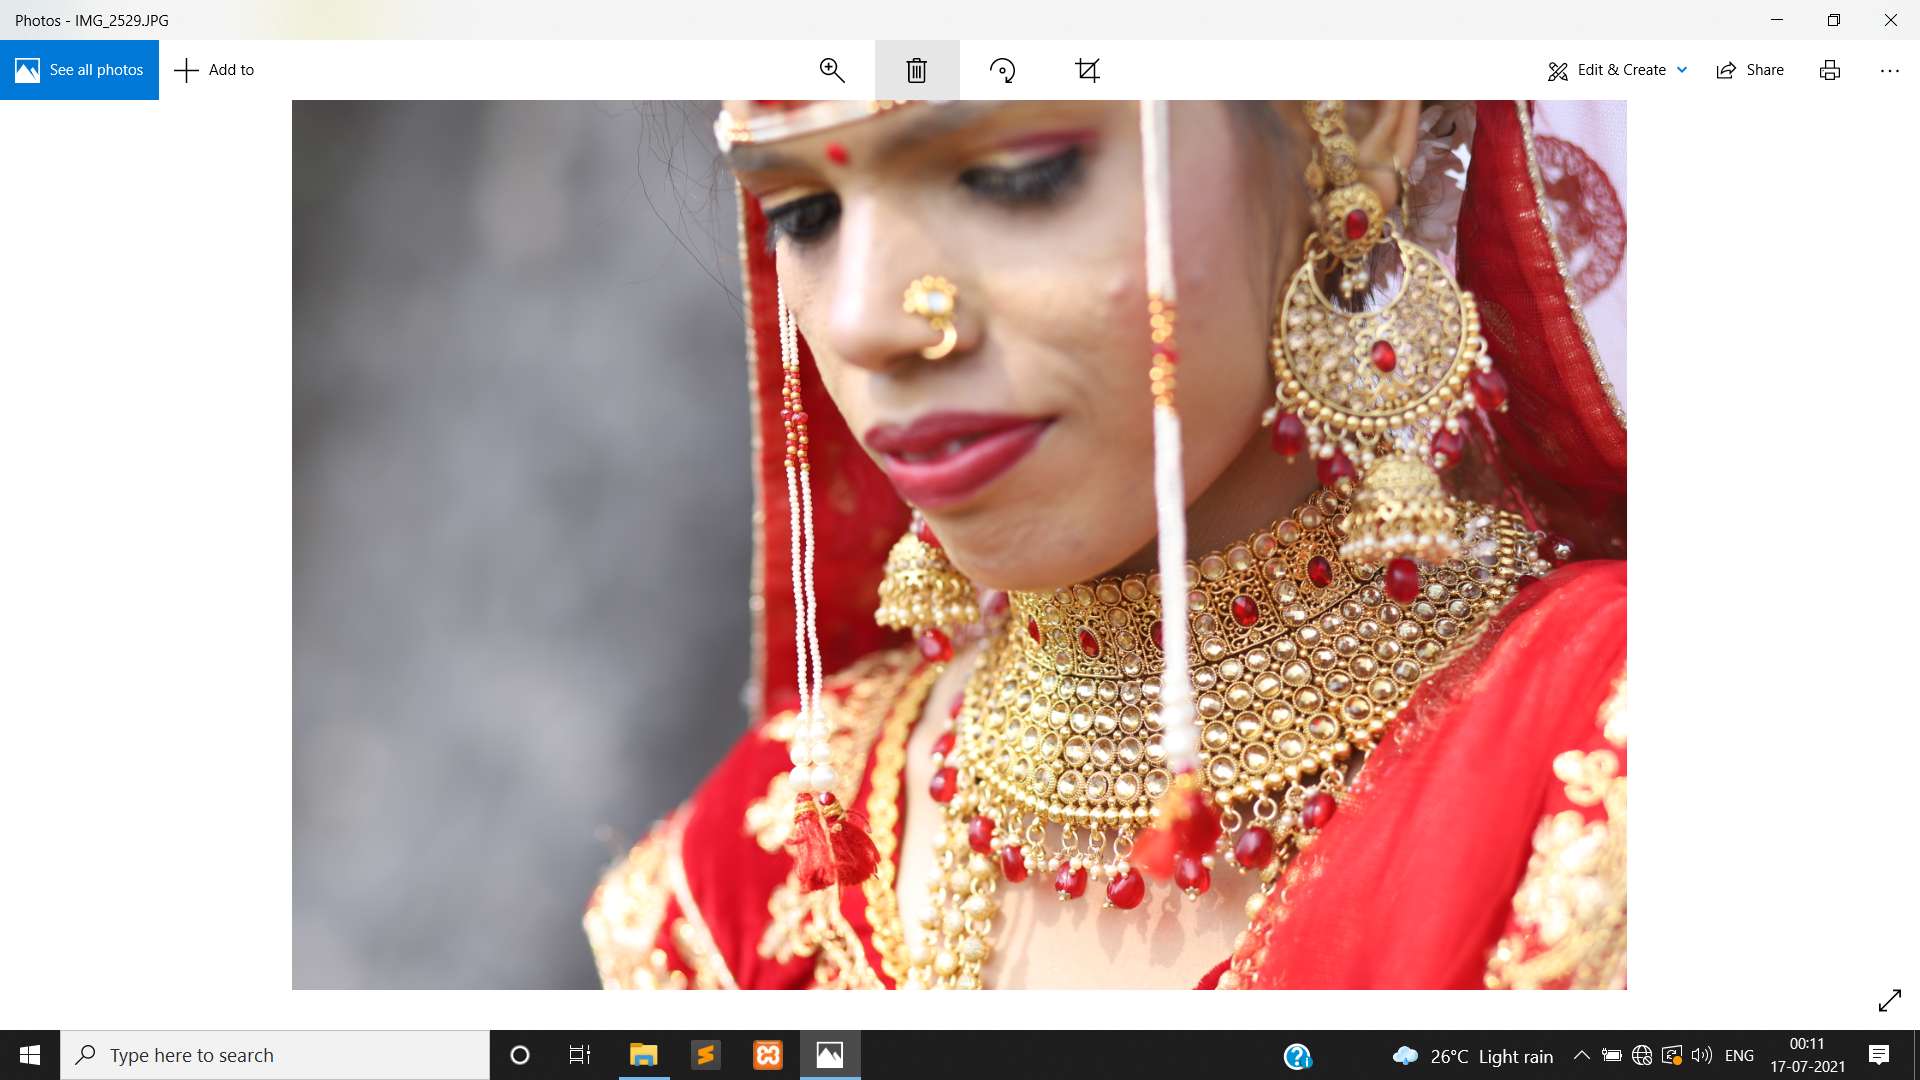 Photos - IMG_2529.JPG
See all photos
Add to
Edit & Create
Share
Type here to search
26°C Light rain
ENG
00:11
17-07-2021